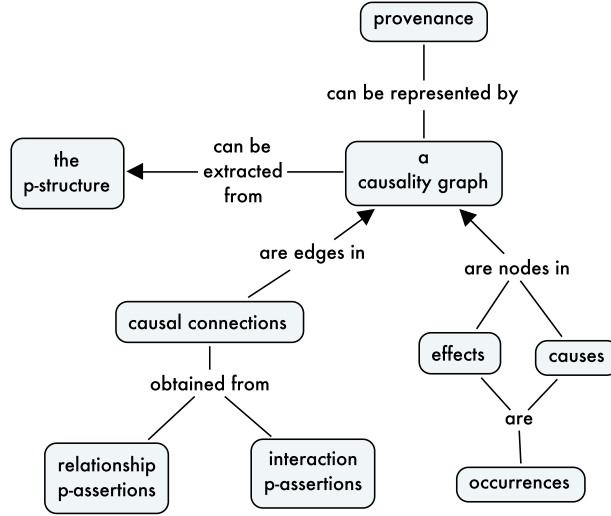 provenance
can be represented by
the
p-structure
can be
extracted
from
a
causality graph
are edges in
are nodes in
causal connections
effects
causes
obtained from
are
relationship
p-assertions
interaction
p-assertions
occurrences